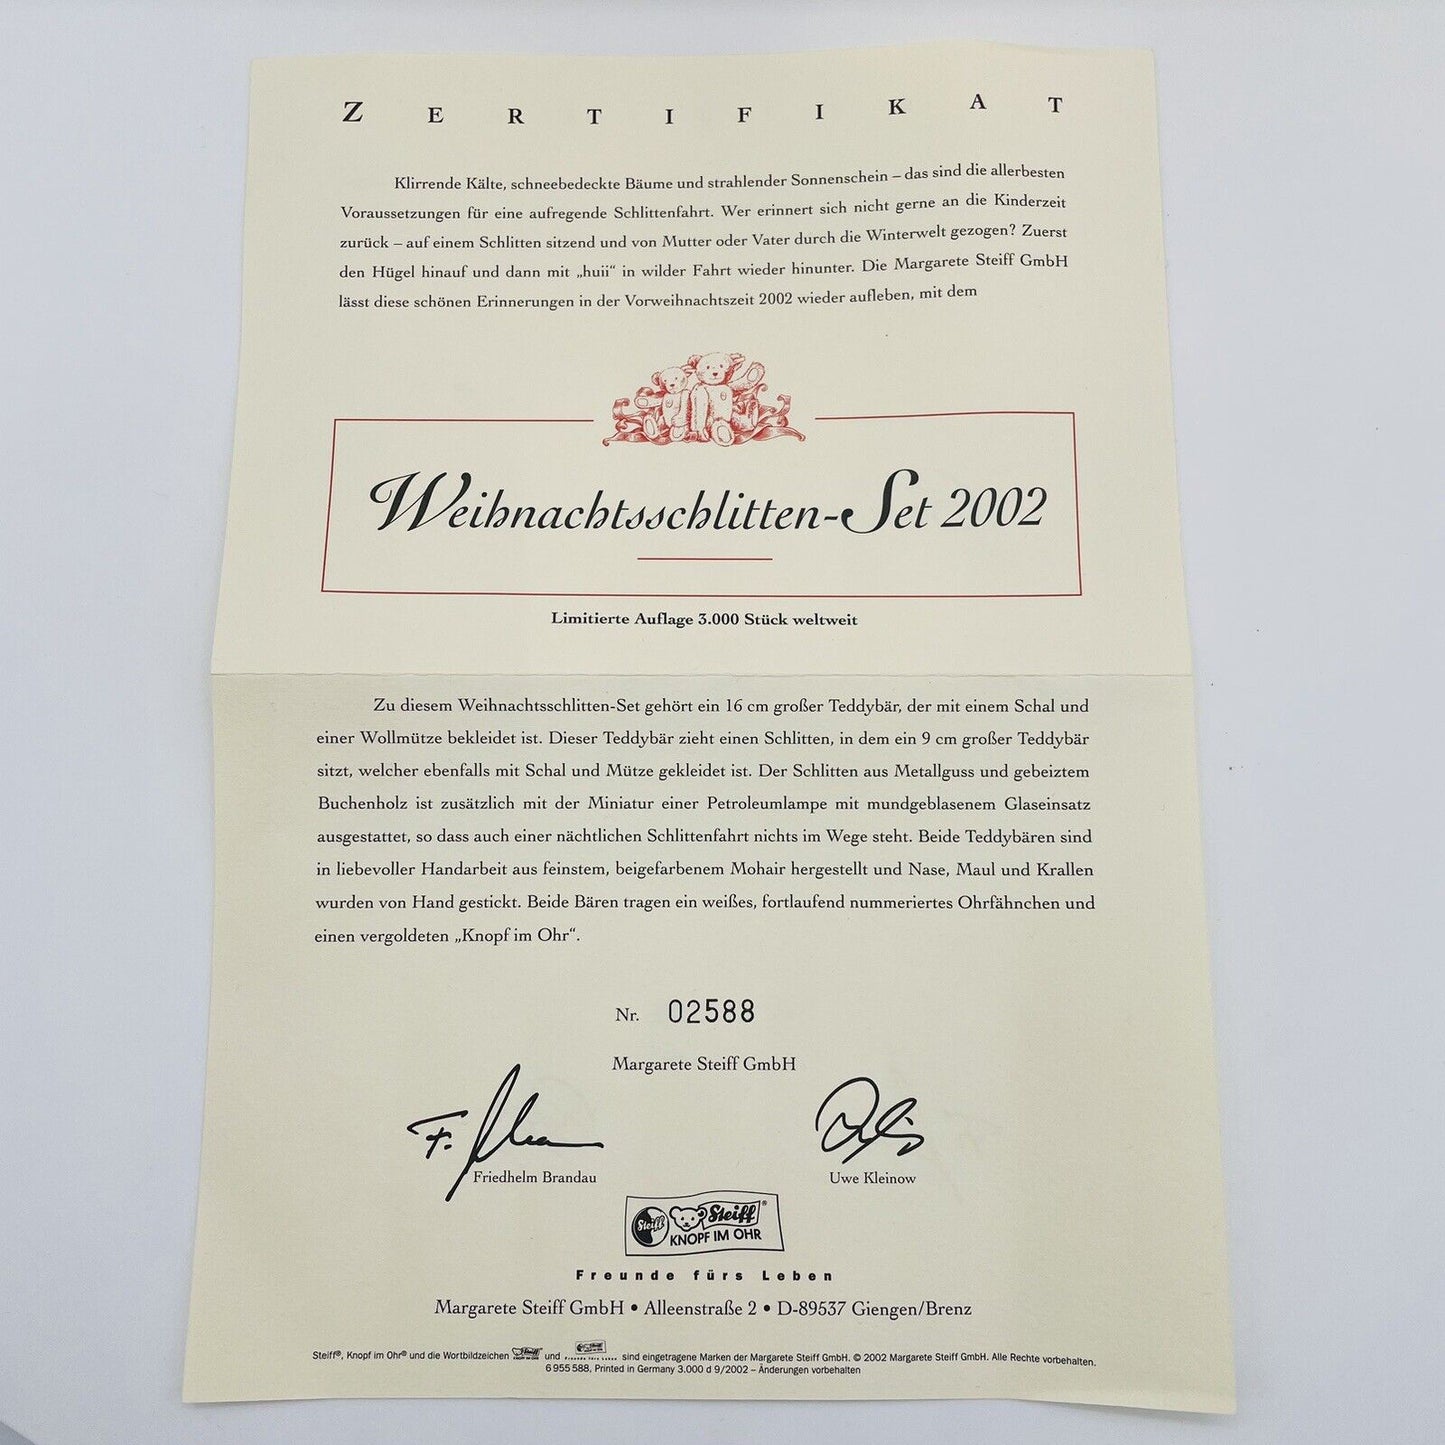 ZERTIFIKAT
Klirrende Kälte, schneebedeckte Bäume und strahlender Sonnenschein – das sind die allerbesten
Voraussetzungen für eine aufregende Schlittenfahrt. Wer erinnert sich nicht gerne an die Kinderzeit
zurück – auf einem Schlitten sitzend und von Mutter oder Vater durch die Winterwelt gezogen? Zuerst
den Hügel hinauf und dann mit „huii“ in wilder Fahrt wieder hinunter. Die Margarete Steiff GmbH
lässt diese schönen Erinnerungen in der Vorweihnachtszeit 2002 wieder aufleben, mit dem
Weihnachtsschlitten-Set 2002
Limitierte Auflage 3.000 Stück weltweit
Zu diesem Weihnachtsschlitten-Set gehört ein 16 cm großer Teddybär, der mit einem Schal und
einer Wollmütze bekleidet ist. Dieser Teddybär zieht einen Schlitten, in dem ein 9 cm großer Teddybär
sitzt, welcher ebenfalls mit Schal und Mütze gekleidet ist. Der Schlitten aus Metallguss und gebeiztem
Buchenholz ist zusätzlich mit der Miniatur einer Petroleumlampe mit mundgeblasenem Glaseinsatz
ausgestattet, so dass auch einer nächtlichen Schlittenfahrt nichts im Wege steht. Beide Teddybären sind
in liebevoller Handarbeit aus feinstem, beigefarbenem Mohair hergestellt und Nase, Maul und Krallen
wurden von Hand gestickt. Beide Bären tragen ein weißes, fortlaufend nummeriertes Ohrfähnchen und
einen vergoldeten „Knopf im Ohr“.
Nr. 02588
Margarete Steiff GmbH
Friedhelm Brandau
Uwe Kleinow
Steiff Steiff®
KNOPF IM OHR
Freunde fürs Leben
Margarete Steiff GmbH • Alleenstraße 2 • D-89537 Giengen/Brenz
Steiff®, Knopf im Ohr® und die Wortbildzeichen und sind eingetragene Marken der Margarete Steiff GmbH. © 2002 Margarete Steiff GmbH. Alle Rechte vorbehalten.
6 955 588. Printed in Germany 3.000 d 9/2002 – Änderungen vorbehalten